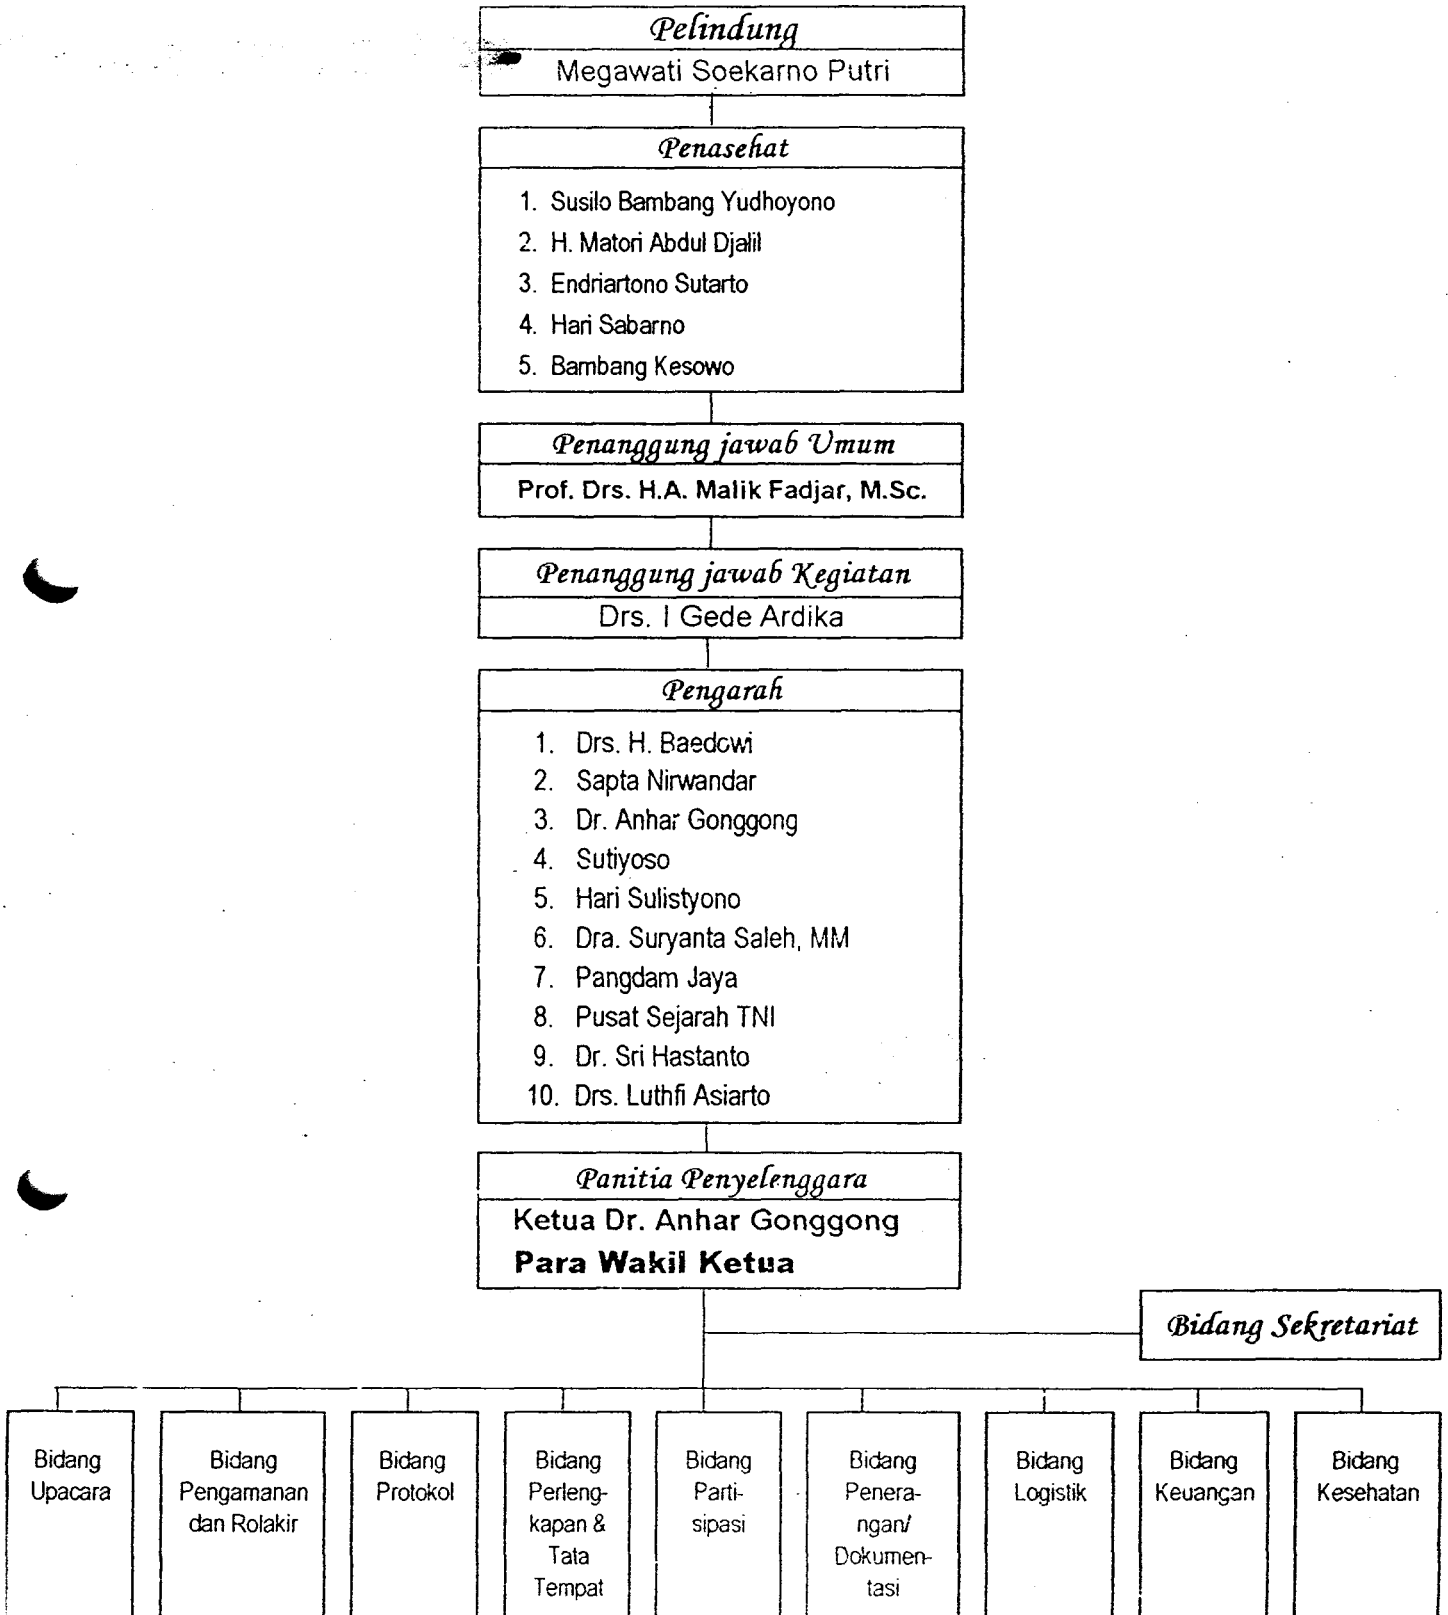 Pelindung
Megawati Soekarno Putri
Penasehat
1. Susilo Bambang Yudhoyono
2. H. Matori Abdul Djalil
3. Endriartono Sutarto
4. Hari Sabarno
5. Bambang Kesowo
Penanggung jawab Umum
Prof. Drs. H.A. Malik Fadjar, M.Sc.
Penanggung jawab Kegiatan
Drs. I Gede Ardika
Pengarah
1. Drs. H. Baedowi
2. Sapta Nirwandar
3. Dr. Anhar Gonggong
4. Sutiyoso
5. Hari Sulistyono
6. Dra. Suryanta Saleh, MM
7. Pangdam Jaya
8. Pusat Sejarah TNI
9. Dr. Sri Hastanto
10. Drs. Luthfi Asiarto
Panitia Penyelenggara
Ketua Dr. Anhar Gonggong
Para Wakil Ketua
Bidang Sekretariat
Bidang
Upacara
Bidang
Pengamanan
dan Rolakir
Bidang
Protokol
Bidang
Perleng-
kapan &
Tata
Tempat
Bidang
Parti-
sipasi
Bidang
Penera-
ngan/
Dokumen-
tasi
Bidang
Logistik
Bidang
Keuangan
Bidang
Kesehatan